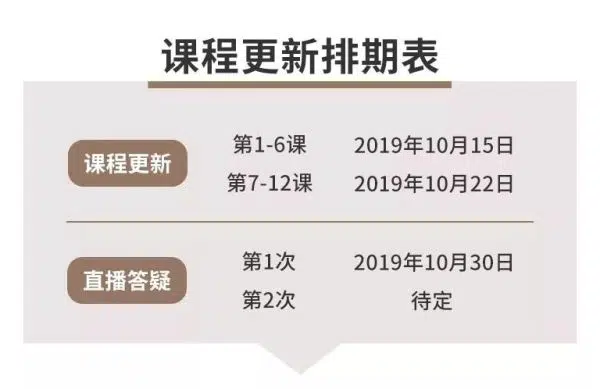 课程更新排期表
课程更新
第1-6课 2019年10月15日
第7-12课 2019年10月22日
直播答疑
第1次 2019年10月30日
第2次 待定